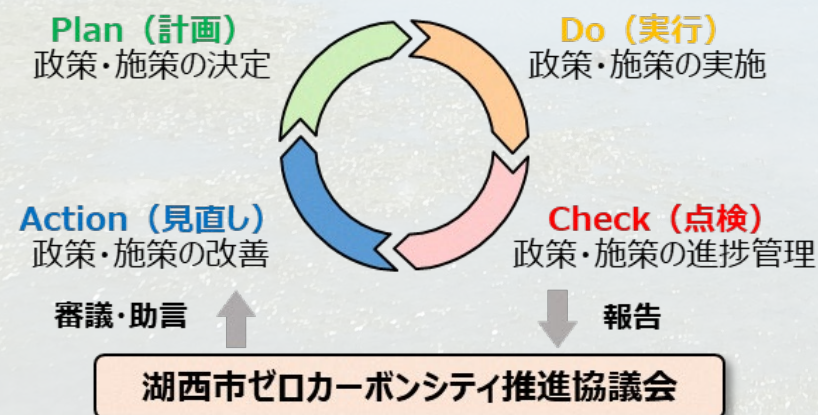 Plan（計画）
政策・施策の決定
Do（実行）
政策・施策の実施
Action（見直し）
政策・施策の改善
Check（点検）
政策・施策の進捗管理
審議・助言
報告
湖西市ゼロカーボンシティ推進協議会